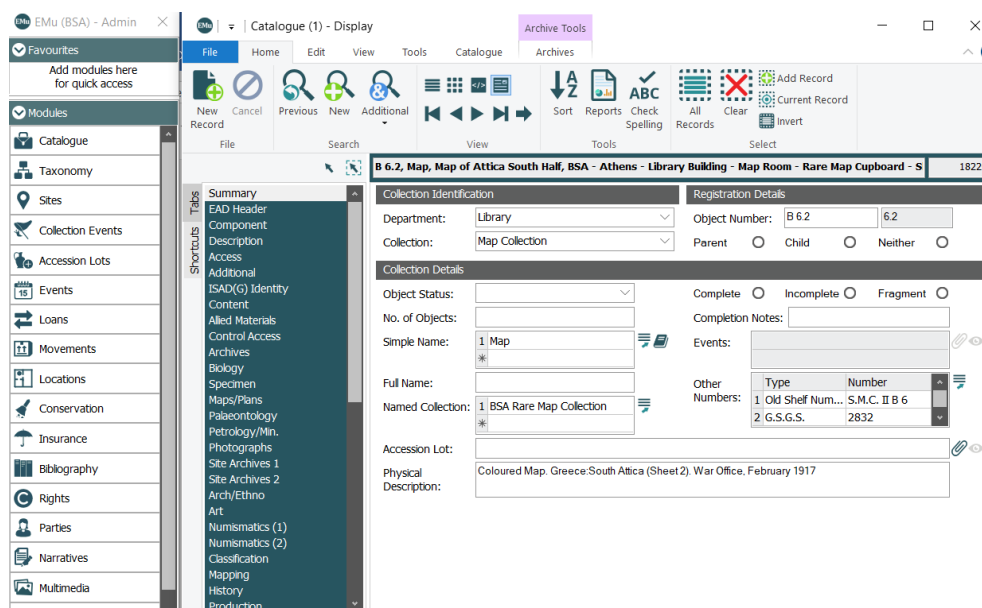 EMu (BSA) - Admin
Favourites
Add modules here
for quick access
Modules
Catalogue
Taxonomy
Sites
Collection Events
Accession Lots
Events
Loans
Movements
Locations
Conservation
Insurance
Bibliography
Rights
Parties
Narratives
Multimedia
EMu Catalogue (1) - Display
Archive Tools
File Home Edit View Tools Catalogue Archives
New Record
Cancel
Previous
New
Additional
Sort
Reports
ABC
Check Spelling
All Records
Clear
Add Record
Current Record
Invert
File Search View Tools Select
B 6.2, Map, Map of Attica South Half, BSA - Athens - Library Building - Map Room - Rare Map Cupboard - S 1822
Tabs
Shortcuts
Summary
EAD Header
Component
Description
Access
Additional
ISAD(G) Identity
Content
Allied Materials
Control Access
Archives
Biology
Specimen
Maps/Plans
Palaeontology
Petrology/Min.
Photographs
Site Archives 1
Site Archives 2
Arch/Ethno
Art
Numismatics (1)
Numismatics (2)
Classification
Mapping
History
Production
Collection Identification
Department: Library
Collection: Map Collection
Registration Details
Object Number: B 6.2 6.2
Parent Child Neither
Collection Details
Object Status:
No. of Objects:
Simple Name: 1 Map
Full Name:
Named Collection: 1 BSA Rare Map Collection
Complete Incomplete Fragment
Completion Notes:
Events:
Other Numbers:
Type Number
1 Old Shelf Num... S.M.C. II B 6
2 G.S.G.S. 2832
Accession Lot:
Physical Description: Coloured Map. Greece:South Attica (Sheet 2). War Office, February 1917